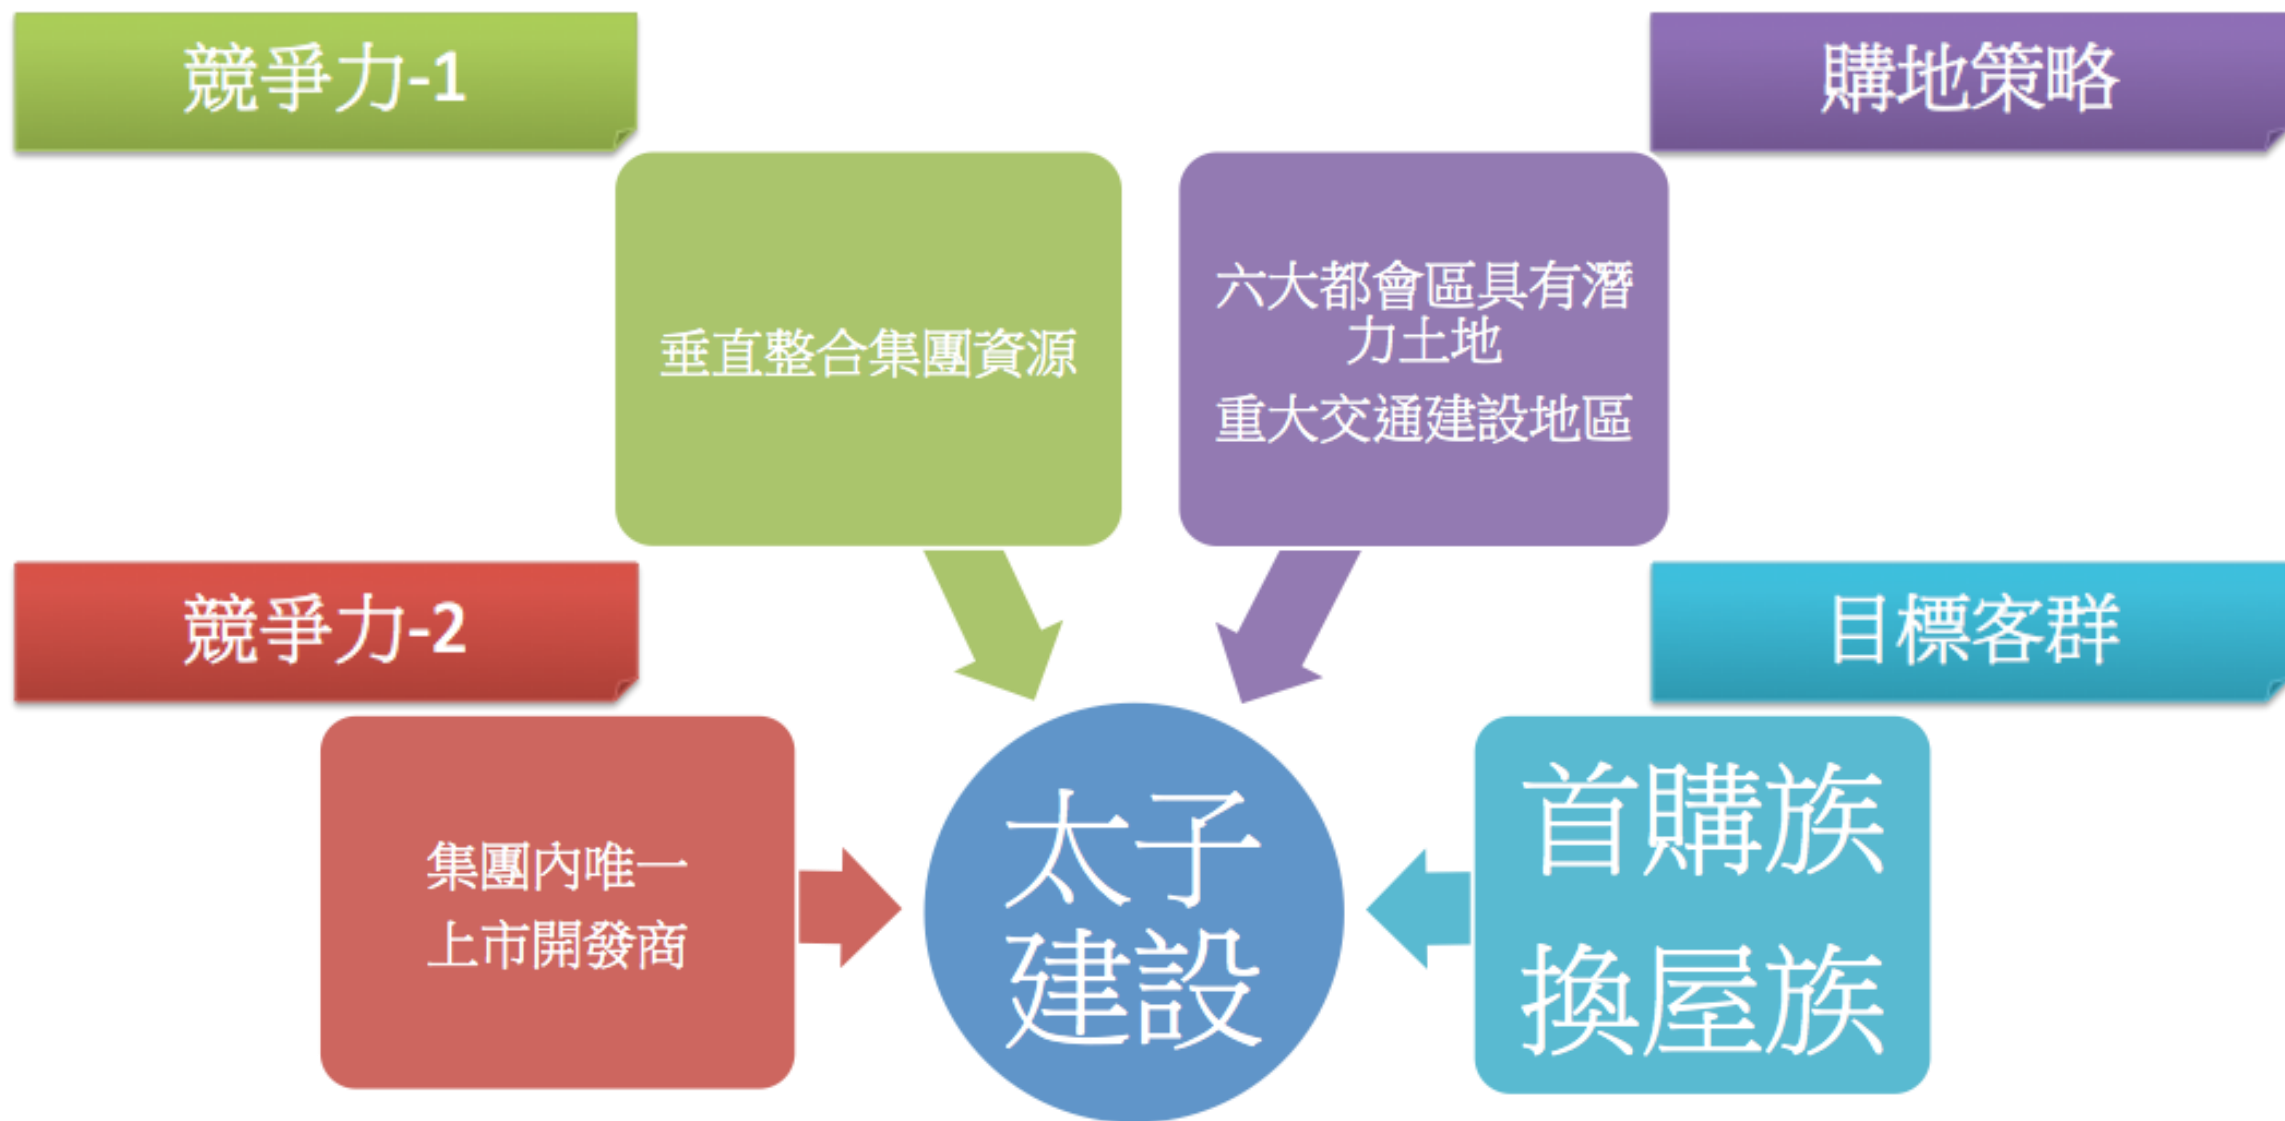 競爭力-1
垂直整合集團資源
購地策略
六大都會區具有潛
力土地
重大交通建設地區
競爭力-2
集團內唯一
上市開發商
目標客群
首購族
換屋族
太子
建設